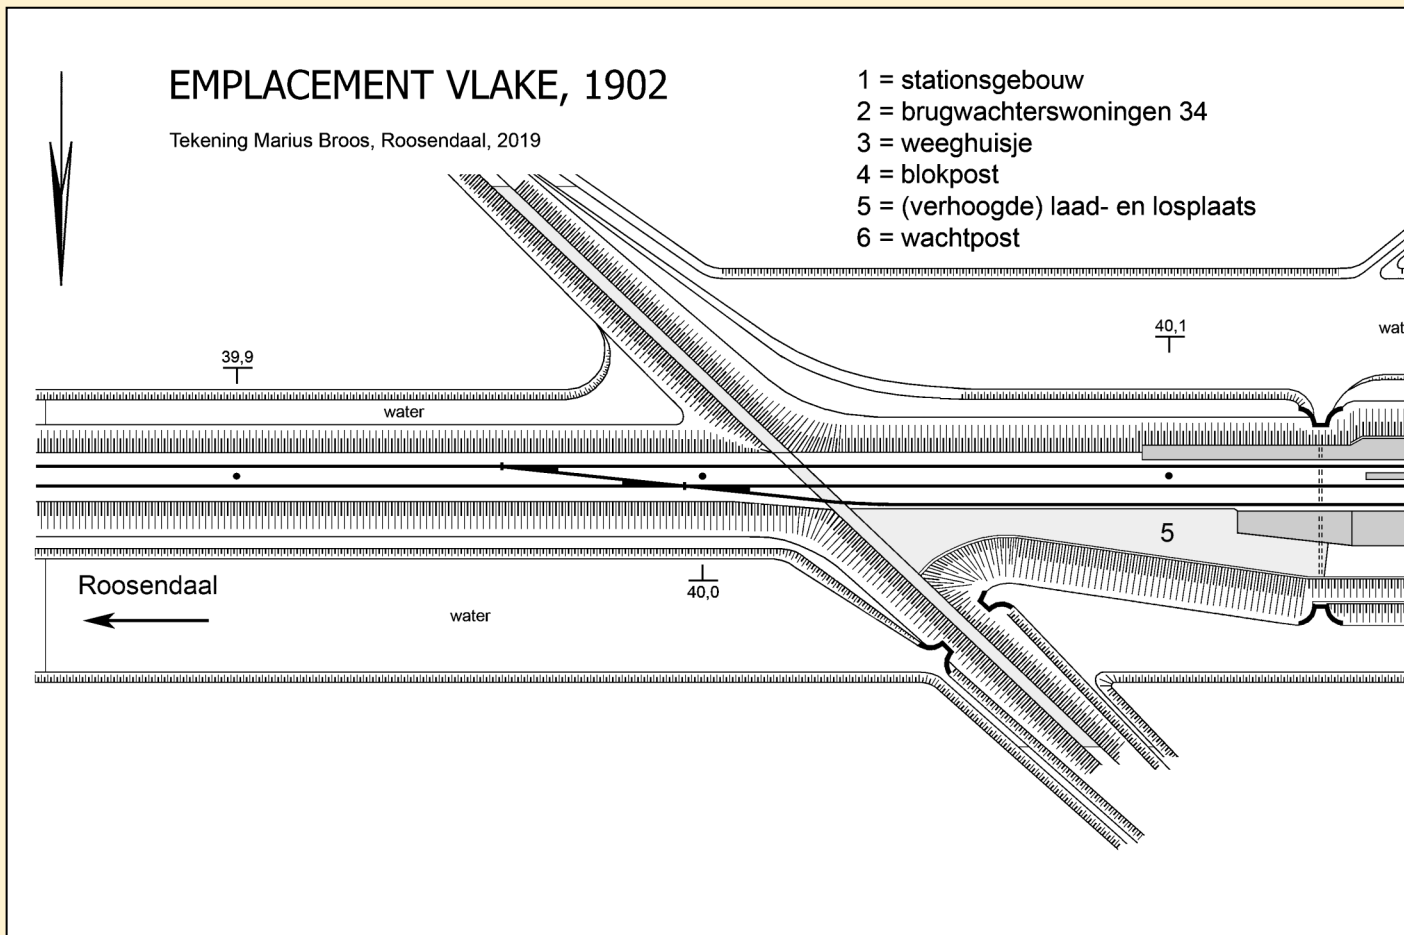 EMPLACEMENT VLAKE, 1902
Tekening Marius Broos, Roosendaal, 2019
1 = stationsgebouw
2 = brugwachterswoningen 34
3 = weeghuisje
4 = blokpost
5 = (verhoogde) laad- en losplaats
6 = wachtpost
40,1
wat
39,9
water
5
Roosendaal
40,0
water